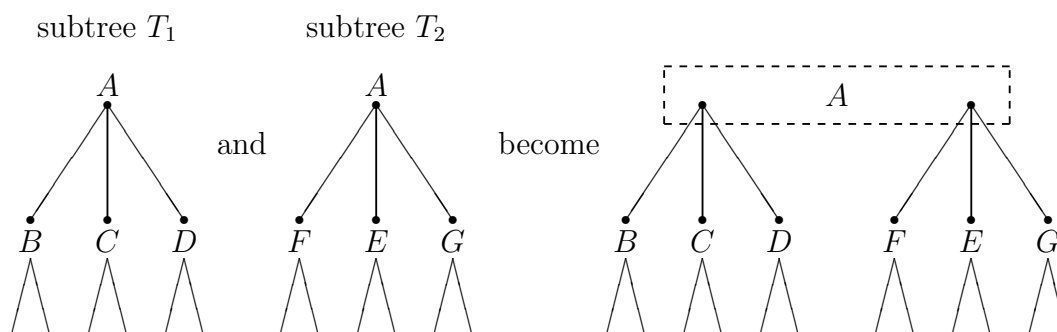 subtree T₁ subtree T₂
A A A
and become
B C D F E G B C D F E G